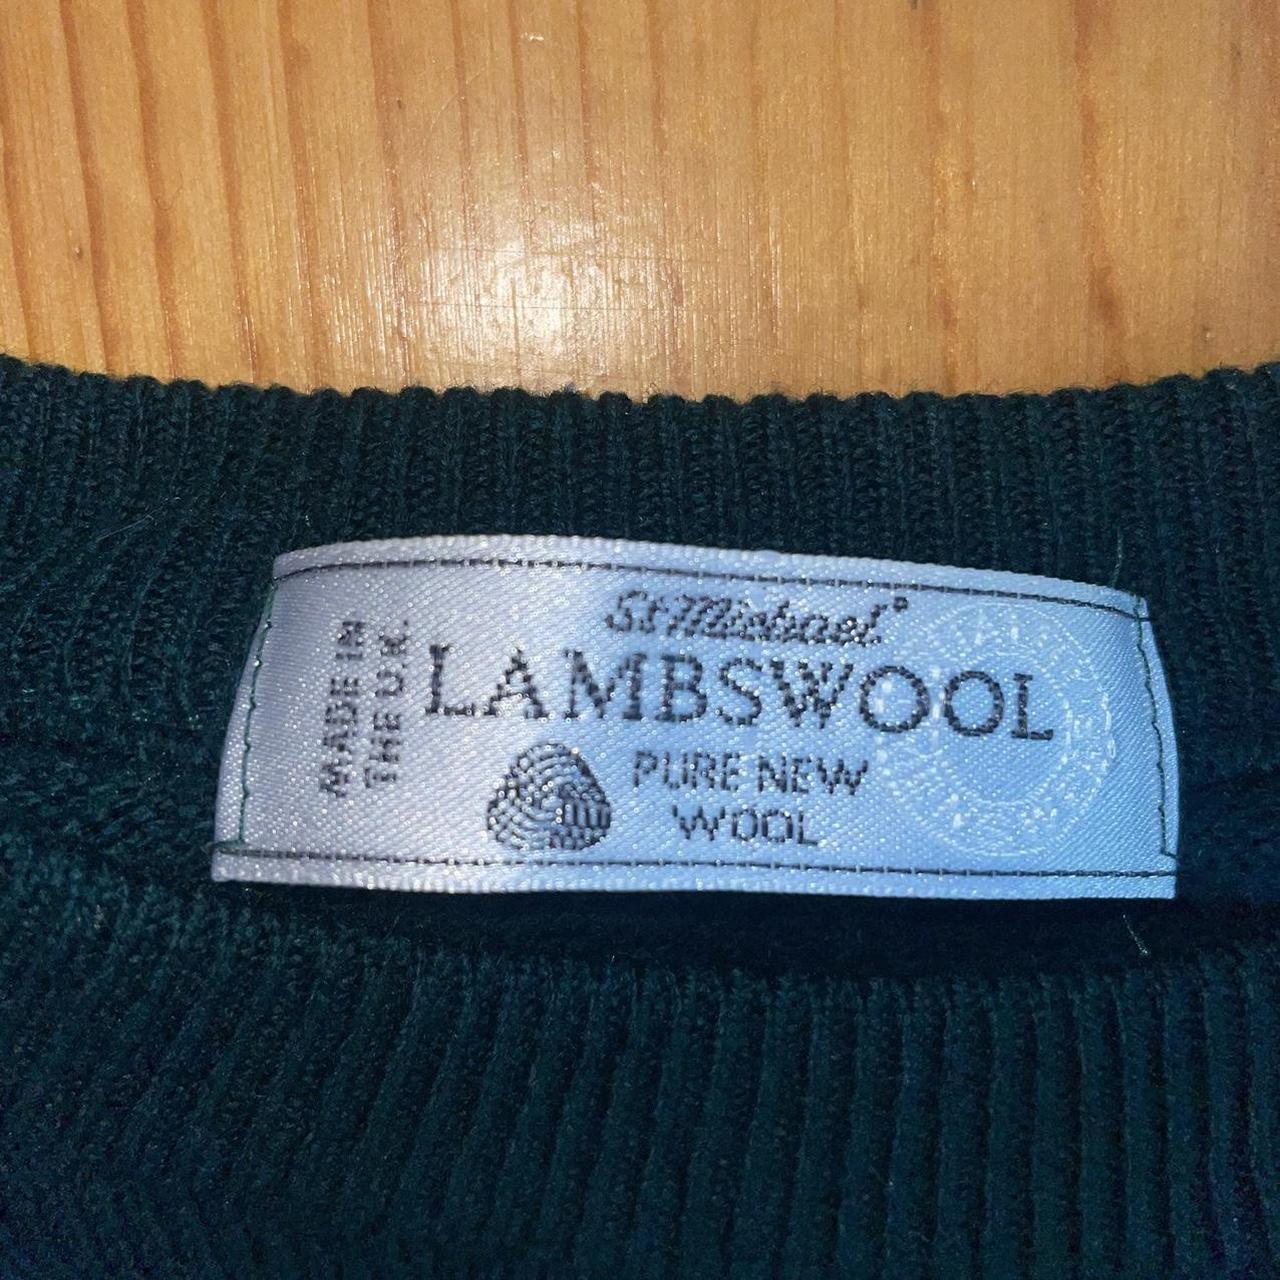 MADE IN
THE U.K.
St Michael®
LAMBSWOOL
PURE NEW
WOOL